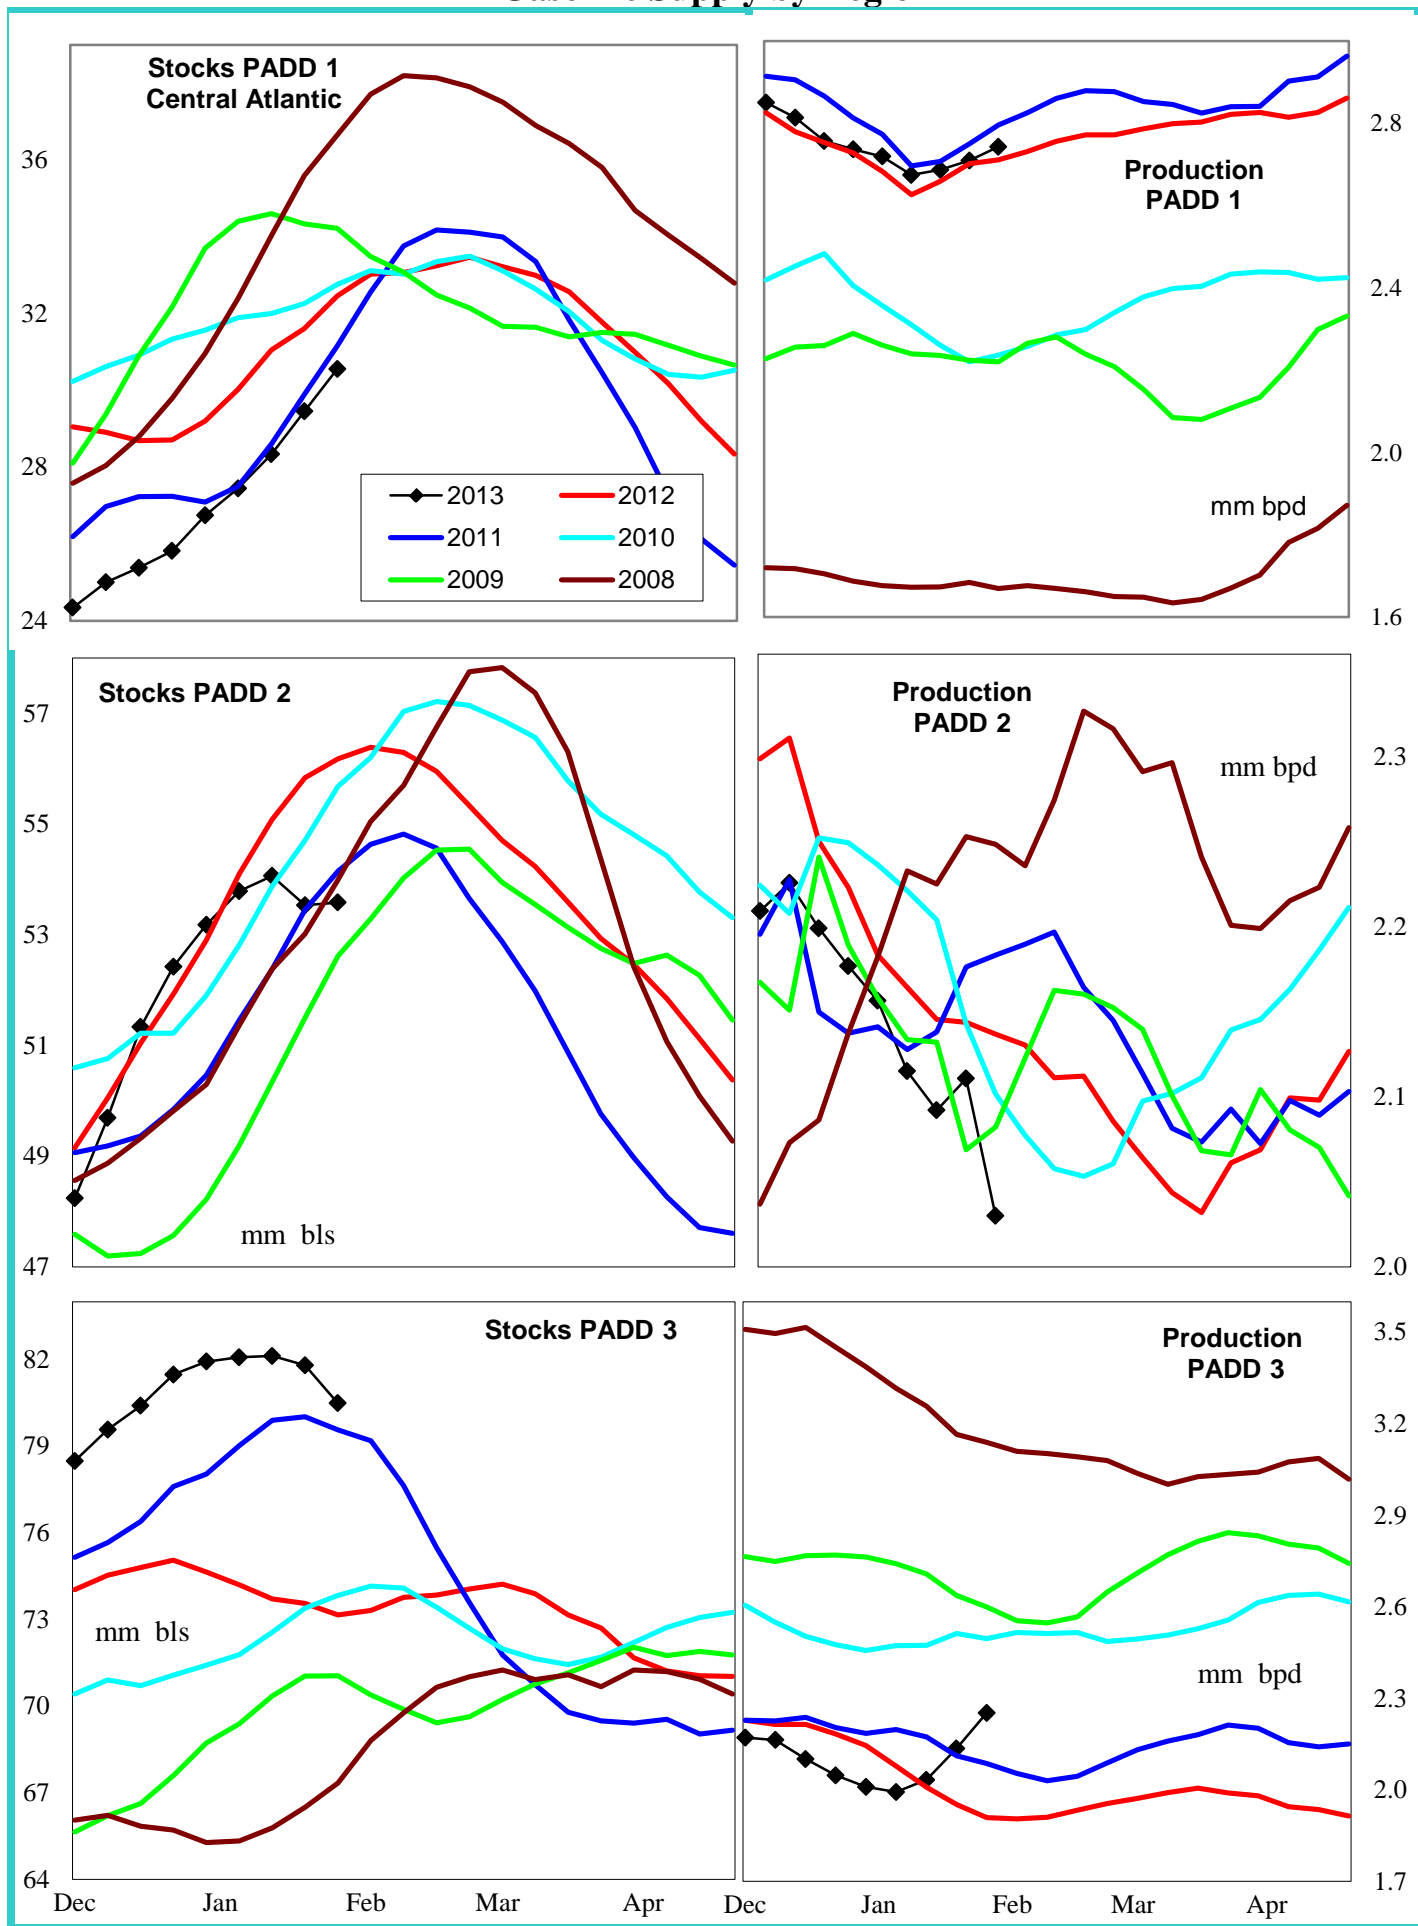 Stocks PADD 1
Central Atlantic
36
32
28
24
2013
2012
2011
2010
2009
2008
Production
PADD 1
mm bpd
2.8
2.4
2.0
1.6
Stocks PADD 2
57
55
53
51
49
47
mm bls
Production
PADD 2
mm bpd
2.3
2.2
2.1
2.0
Stocks PADD 3
82
79
76
73
70
67
64
mm bls
Dec Jan Feb Mar Apr
Production
PADD 3
mm bpd
3.5
3.2
2.9
2.6
2.3
2.0
1.7
Dec Jan Feb Mar Apr